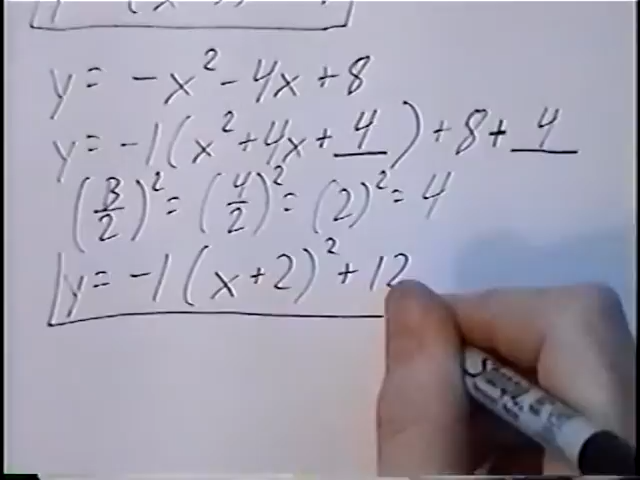 y = -x² - 4x + 8
y = -1(x² + 4x + 4) + 8 + 4
(B/2)² = (4/2)² = (2)² = 4
y = -1(x + 2)² + 12